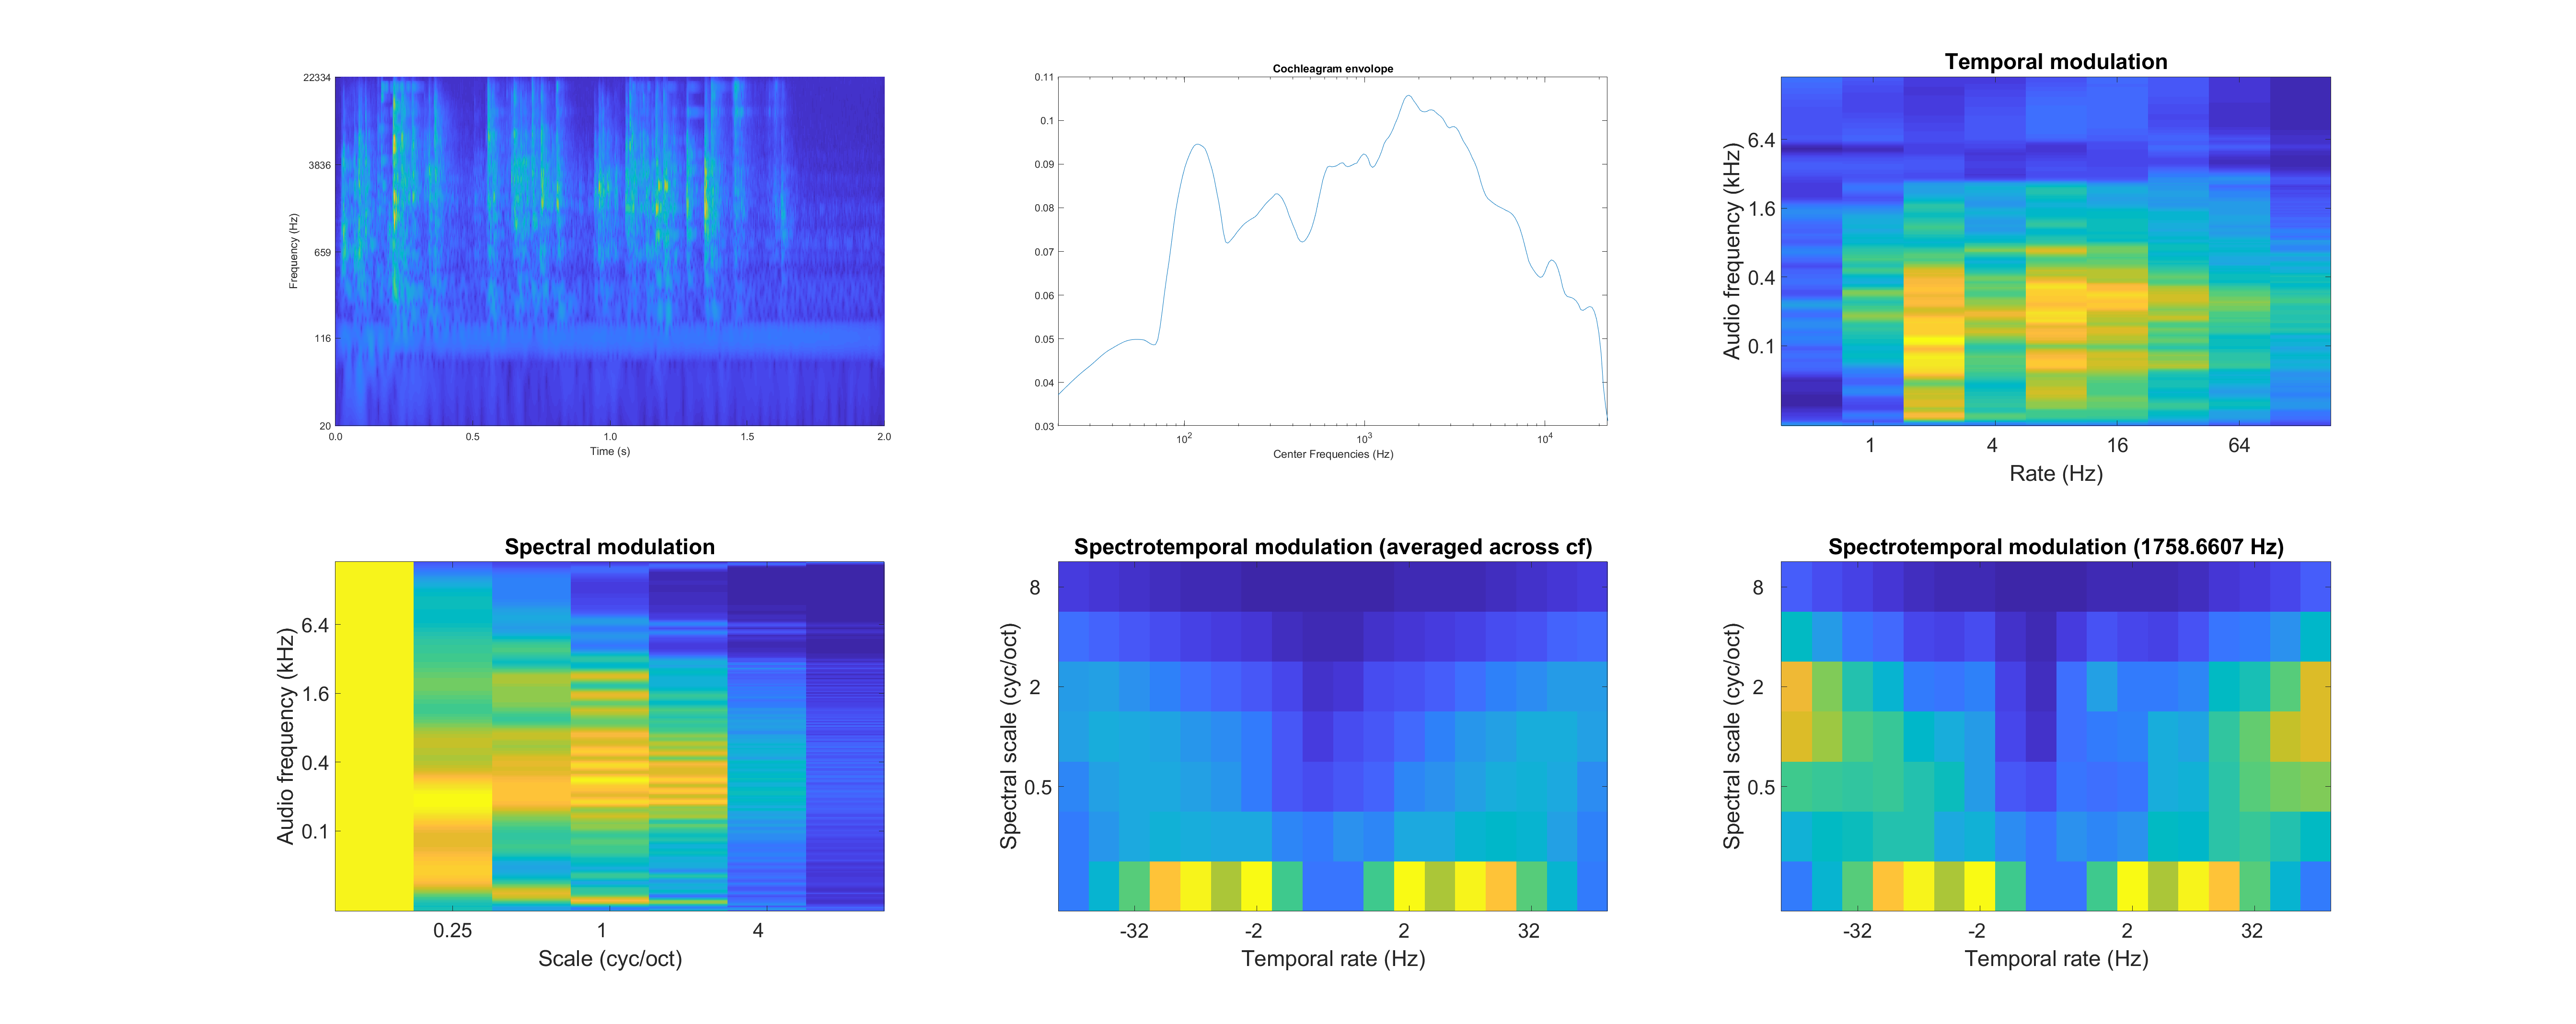 22334
3836
659
116
20
Frequency (Hz)
0.0 0.5 1.0 1.5 2.0
Time (s)
Cochleagram envolope
0.11
0.1
0.09
0.08
0.07
0.06
0.05
0.04
0.03
10^2 10^3 10^4
Center Frequencies (Hz)
Temporal modulation
Audio frequency (kHz)
6.4
1.6
0.4
0.1
1 4 16 64
Rate (Hz)
Spectral modulation
Audio frequency (kHz)
6.4
1.6
0.4
0.1
0.25 1 4
Scale (cyc/oct)
Spectrotemporal modulation (averaged across cf)
Spectral scale (cyc/oct)
8
2
0.5
-32 -2 2 32
Temporal rate (Hz)
Spectrotemporal modulation (1758.6607 Hz)
Spectral scale (cyc/oct)
8
2
0.5
-32 -2 2 32
Temporal rate (Hz)